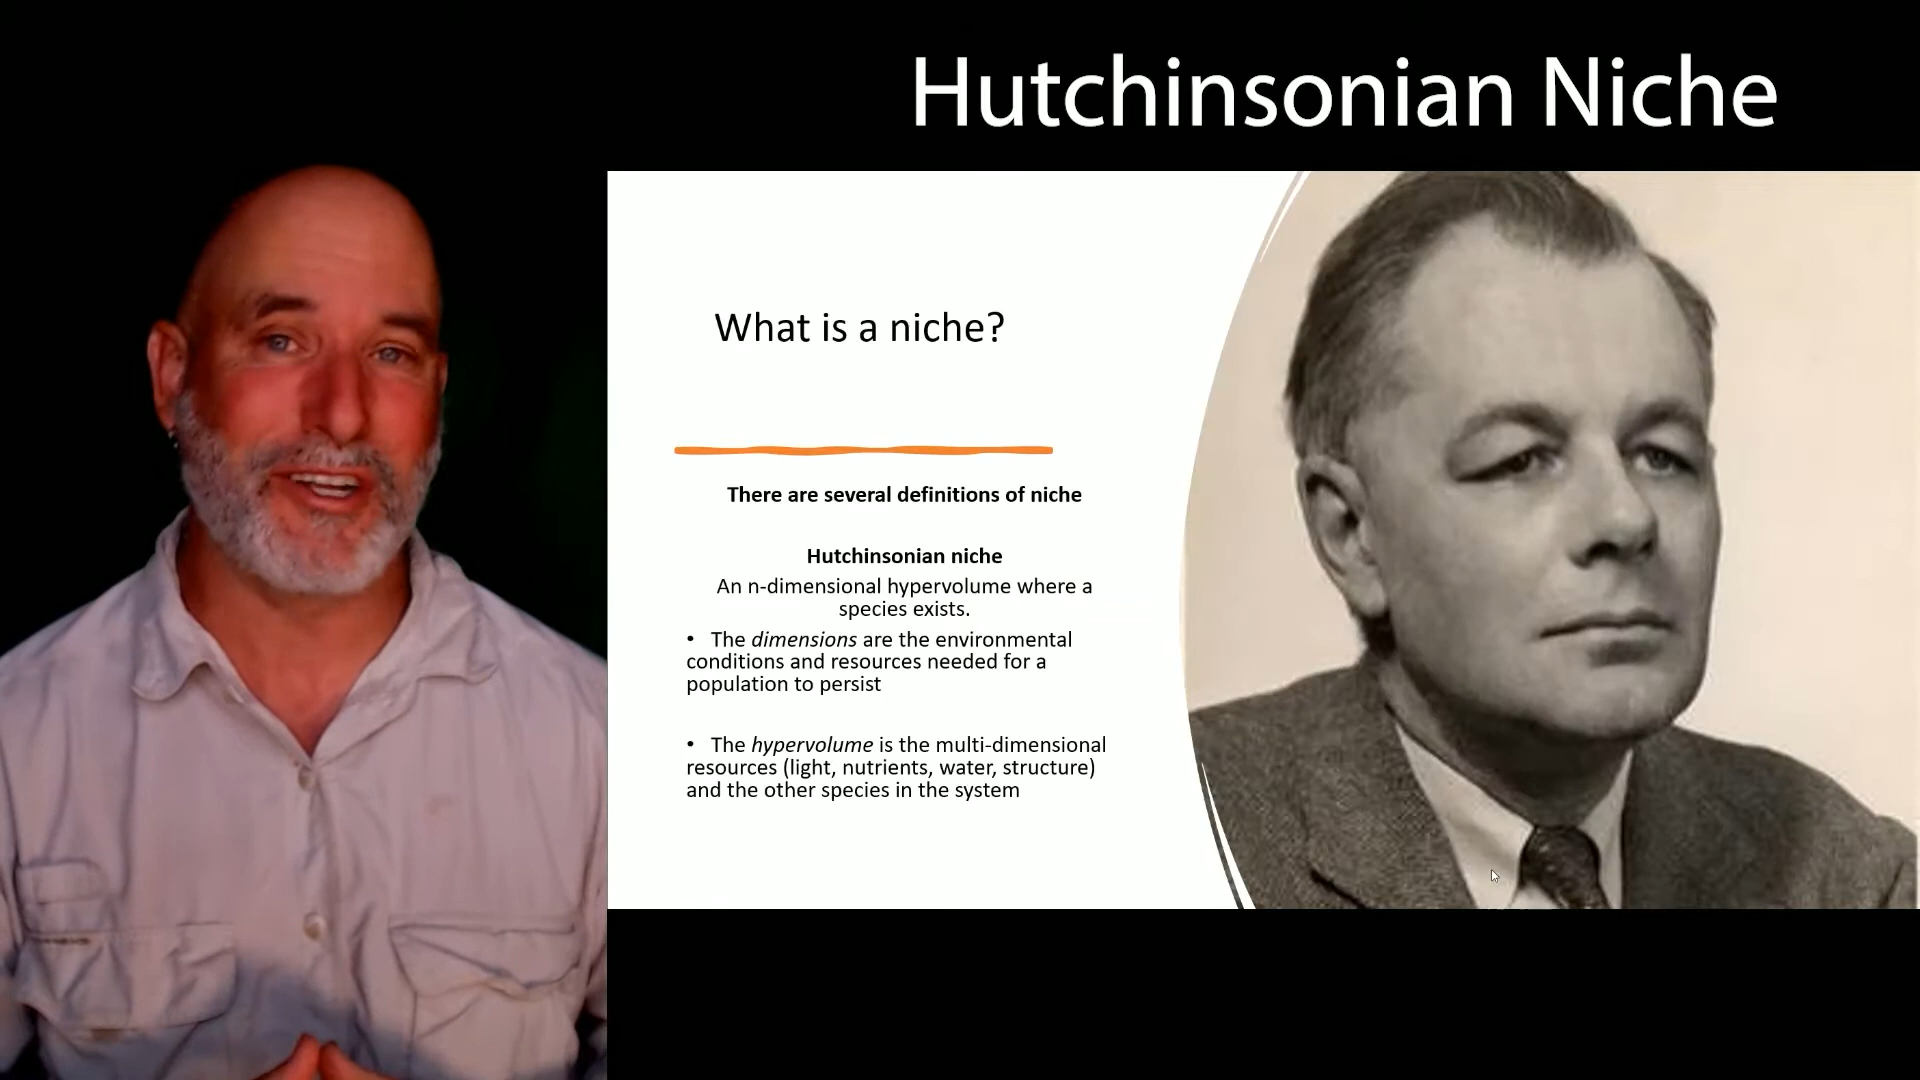 Hutchinsonian Niche
What is a niche?
There are several definitions of niche
Hutchinsonian niche
An n-dimensional hypervolume where a
species exists.
• The dimensions are the environmental
conditions and resources needed for a
population to persist
• The hypervolume is the multi-dimensional
resources (light, nutrients, water, structure)
and the other species in the system